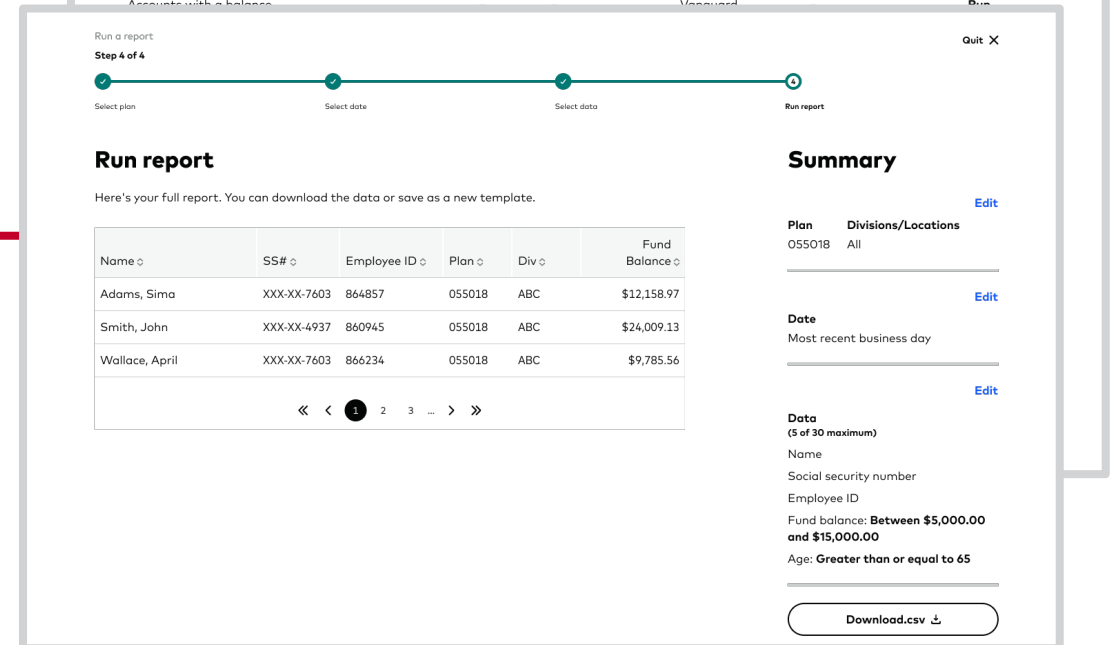 Accounts with a balance Vanguard Run
Run a report
Quit
Step 4 of 4
4
Select plan Select date Select data Run report
Run report
Here's your full report. You can download the data or save as a new template.
Name SS# Employee ID Plan Div Fund Balance
Adams, Sima XXX-XX-7603 864857 055018 ABC $12,158.97
Smith, John XXX-XX-4937 860945 055018 ABC $24,009.13
Wallace, April XXX-XX-7603 866234 055018 ABC $9,785.56
« < 1 2 3 ... > »
Summary
Edit
Plan Divisions/Locations
055018 All
Edit
Date
Most recent business day
Edit
Data
(5 of 30 maximum)
Name
Social security number
Employee ID
Fund balance: Between $5,000.00
and $15,000.00
Age: Greater than or equal to 65
Download.csv